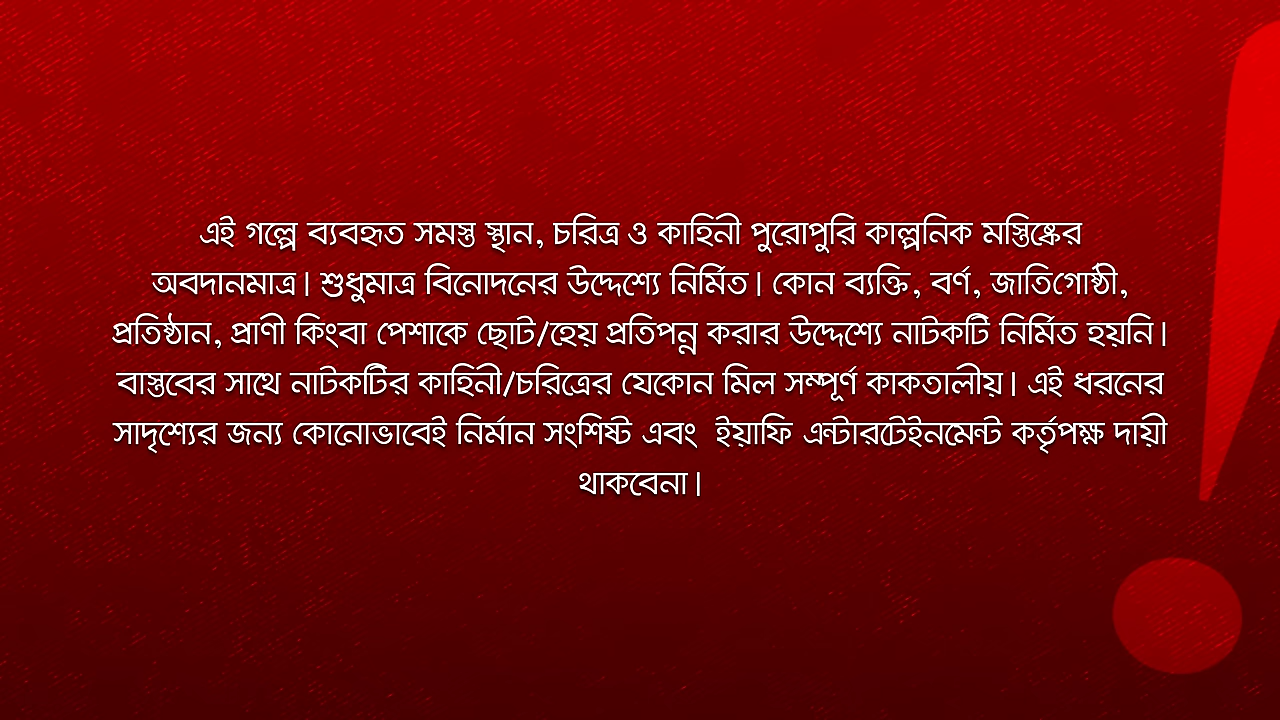 এই গল্পে ব্যবহৃত সমস্ত স্থান, চরিত্র ও কাহিনী পুরোপুরি কাল্পনিক মস্তিষ্কের
অবদানমাত্র। শুধুমাত্র বিনোদনের উদ্দেশ্যে নির্মিত। কোন ব্যক্তি, বর্ণ, জাতিগোষ্ঠী,
প্রতিষ্ঠান, প্রাণী কিংবা পেশাকে ছোট/হেয় প্রতিপন্ন করার উদ্দেশ্যে নাটকটি নির্মিত হয়নি।
বাস্তবের সাথে নাটকটির কাহিনী/চরিত্রের যেকোন মিল সম্পূর্ণ কাকতালীয়। এই ধরনের
সাদৃশ্যের জন্য কোনোভাবেই নির্মান সংশিষ্ট এবং ইয়াফি এন্টারটেইনমেন্ট কর্তৃপক্ষ দায়ী
থাকবেনা।